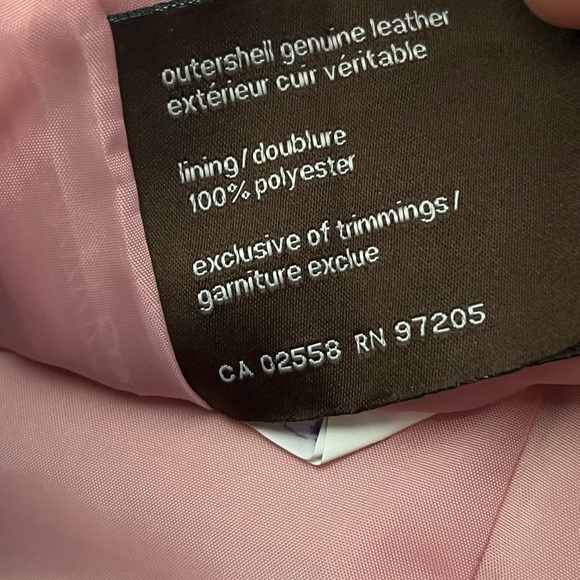 outershell genuine leather
extérieur cuir véritable
lining/doublure
100% polyester
exclusive of trimmings/
garniture exclue
CA 02558 RN 97205